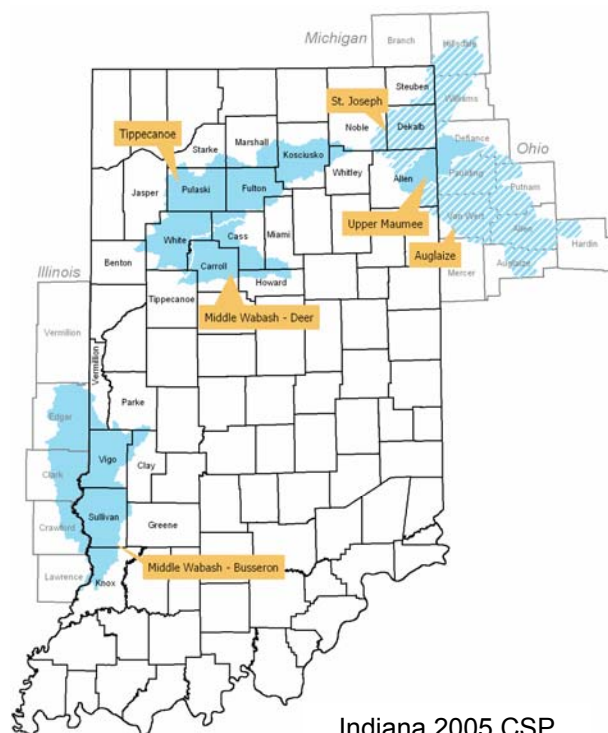 Michigan
Branch
Hillsdale
Steuben
Williams
St. Joseph
Noble
Dekalb
Defiance
Ohio
Tippecanoe
Starke
Marshall
Kosciusko
Whitley
Allen
Paulding
Putnam
Jasper
Pulaski
Fulton
Upper Maumee
Van Wert
Allen
Auglaize
Hardin
White
Cass
Miami
Benton
Carroll
Howard
Mercer
Auglaize
Illinois
Tippecanoe
Middle Wabash - Deer
Vermillion
Vermillion
Parke
Edgar
Vigo
Clay
Clark
Sullivan
Crawford
Greene
Middle Wabash - Busseron
Lawrence
Knox
Indiana 2005 CSP